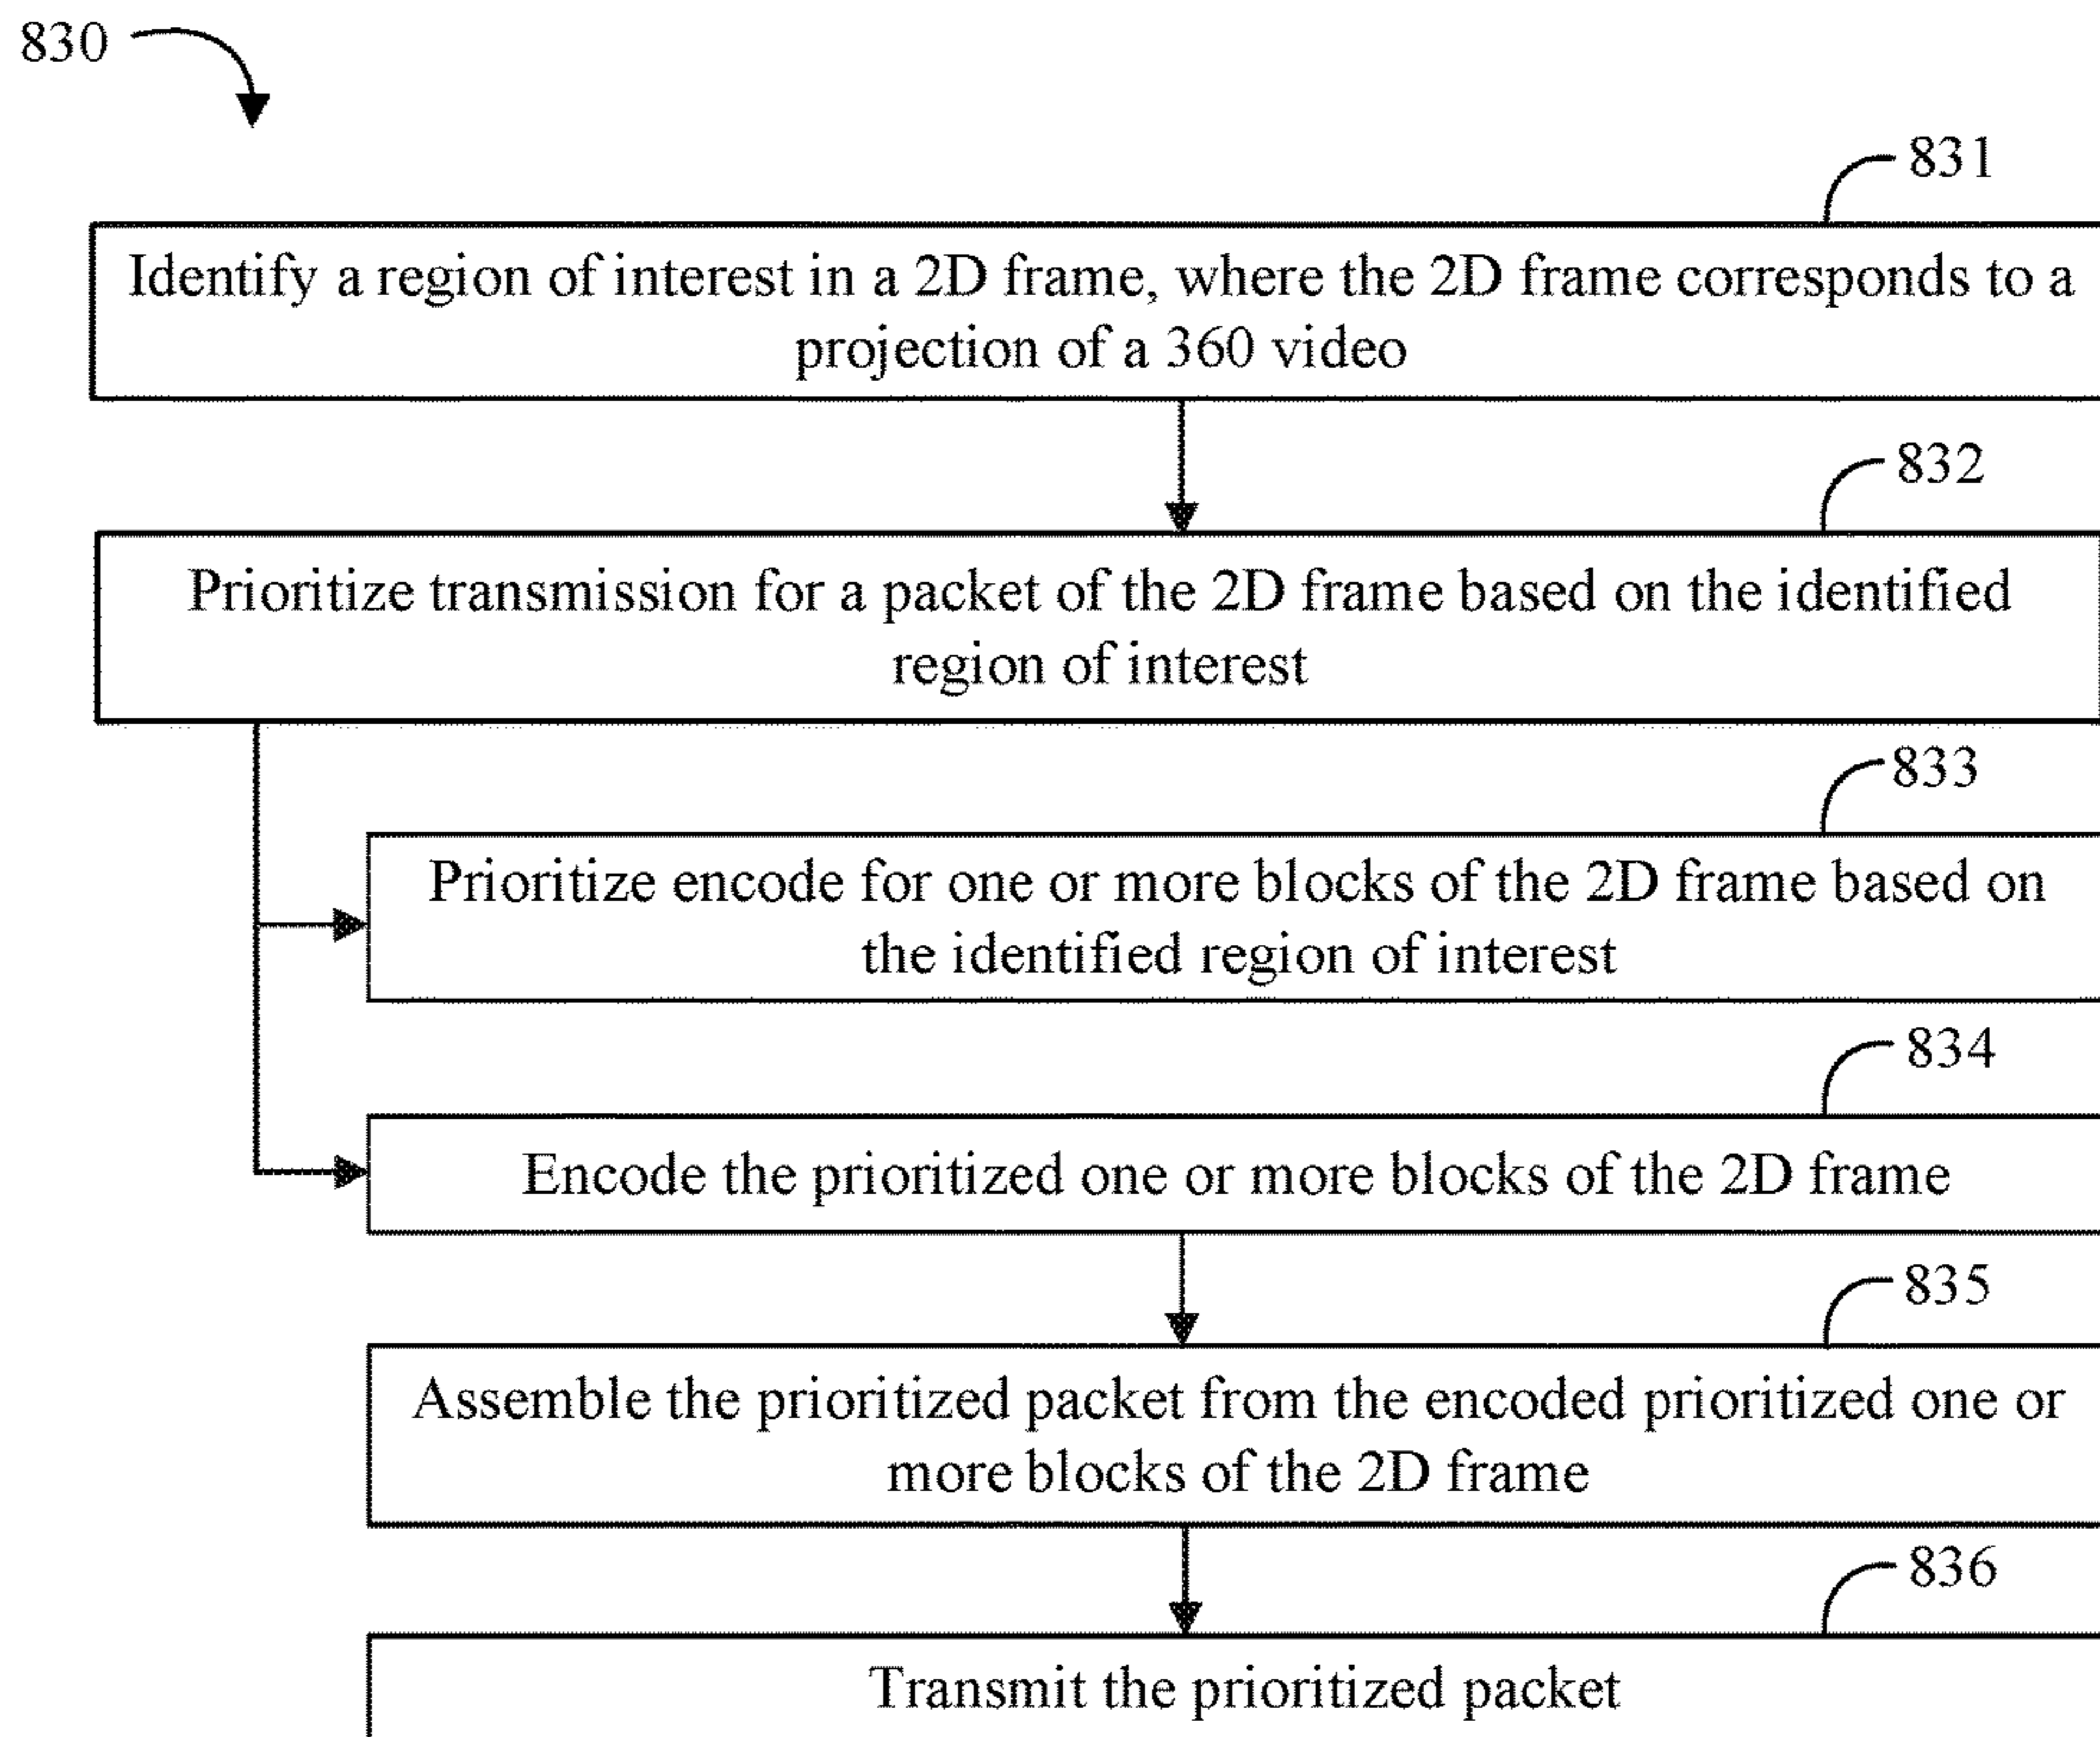 830
831
Identify a region of interest in a 2D frame, where the 2D frame corresponds to a
projection of a 360 video
832
Prioritize transmission for a packet of the 2D frame based on the identified
region of interest
833
Prioritize encode for one or more blocks of the 2D frame based on
the identified region of interest
834
Encode the prioritized one or more blocks of the 2D frame
835
Assemble the prioritized packet from the encoded prioritized one or
more blocks of the 2D frame
836
Transmit the prioritized packet